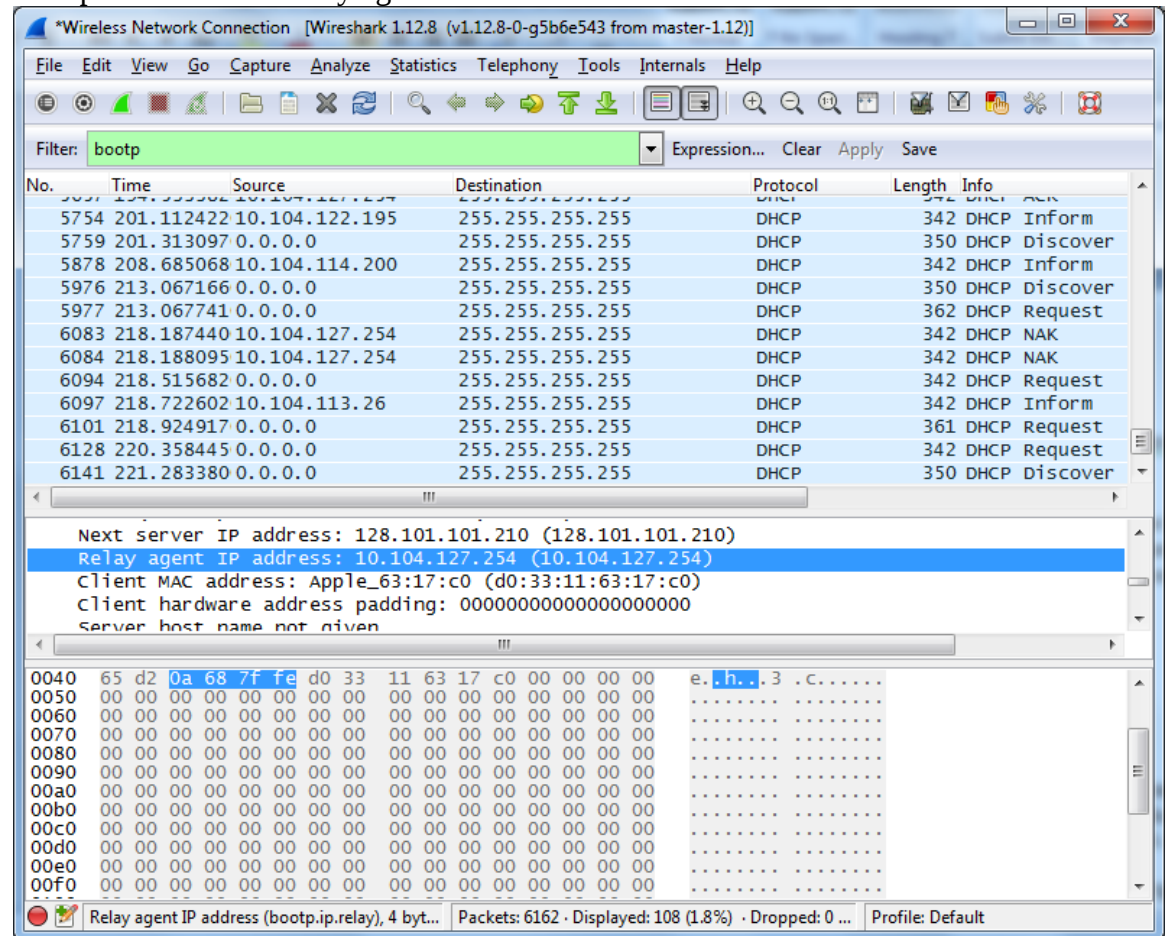 *Wireless Network Connection [Wireshark 1.12.8 (v1.12.8-0-g5b6e543 from master-1.12)]
File Edit View Go Capture Analyze Statistics Telephony Tools Internals Help
Filter: bootp Expression... Clear Apply Save
No. Time Source Destination Protocol Length Info
5754 201.112422 10.104.122.195 255.255.255.255 DHCP 342 DHCP Inform
5759 201.313097 0.0.0.0 255.255.255.255 DHCP 350 DHCP Discover
5878 208.685068 10.104.114.200 255.255.255.255 DHCP 342 DHCP Inform
5976 213.067166 0.0.0.0 255.255.255.255 DHCP 350 DHCP Discover
5977 213.067741 0.0.0.0 255.255.255.255 DHCP 362 DHCP Request
6083 218.187440 10.104.127.254 255.255.255.255 DHCP 342 DHCP NAK
6084 218.188095 10.104.127.254 255.255.255.255 DHCP 342 DHCP NAK
6094 218.515682 0.0.0.0 255.255.255.255 DHCP 342 DHCP Request
6097 218.722602 10.104.113.26 255.255.255.255 DHCP 342 DHCP Inform
6101 218.924917 0.0.0.0 255.255.255.255 DHCP 361 DHCP Request
6128 220.358445 0.0.0.0 255.255.255.255 DHCP 342 DHCP Request
6141 221.283380 0.0.0.0 255.255.255.255 DHCP 350 DHCP Discover
Next server IP address: 128.101.101.210 (128.101.101.210)
Relay agent IP address: 10.104.127.254 (10.104.127.254)
Client MAC address: Apple_63:17:c0 (d0:33:11:63:17:c0)
Client hardware address padding: 00000000000000000000
Server host name not given
0040 65 d2 0a 68 7f fe d0 33 11 63 17 c0 00 00 00 00 e..h...3 .c......
0050 00 00 00 00 00 00 00 00 00 00 00 00 00 00 00 00 ........ ........
0060 00 00 00 00 00 00 00 00 00 00 00 00 00 00 00 00 ........ ........
0070 00 00 00 00 00 00 00 00 00 00 00 00 00 00 00 00 ........ ........
0080 00 00 00 00 00 00 00 00 00 00 00 00 00 00 00 00 ........ ........
0090 00 00 00 00 00 00 00 00 00 00 00 00 00 00 00 00 ........ ........
00a0 00 00 00 00 00 00 00 00 00 00 00 00 00 00 00 00 ........ ........
00b0 00 00 00 00 00 00 00 00 00 00 00 00 00 00 00 00 ........ ........
00c0 00 00 00 00 00 00 00 00 00 00 00 00 00 00 00 00 ........ ........
00d0 00 00 00 00 00 00 00 00 00 00 00 00 00 00 00 00 ........ ........
00e0 00 00 00 00 00 00 00 00 00 00 00 00 00 00 00 00 ........ ........
00f0 00 00 00 00 00 00 00 00 00 00 00 00 00 00 00 00 ........ ........
Relay agent IP address (bootp.ip.relay), 4 byt... Packets: 6162 · Displayed: 108 (1.8%) · Dropped: 0 ... Profile: Default